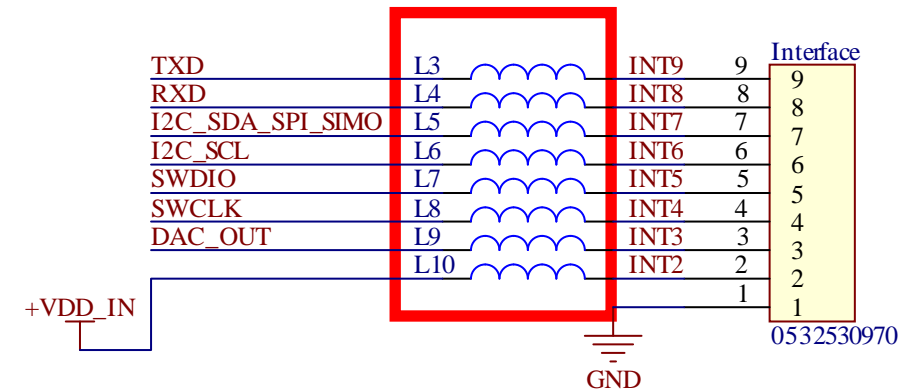 Interface
TXD L3 INT9 9 9
RXD L4 INT8 8 8
I2C_SDA_SPI_SIMO L5 INT7 7 7
I2C_SCL L6 INT6 6 6
SWDIO L7 INT5 5 5
SWCLK L8 INT4 4 4
DAC_OUT L9 INT3 3 3
L10 INT2 2 2
1 1
+VDD_IN
0532530970
GND